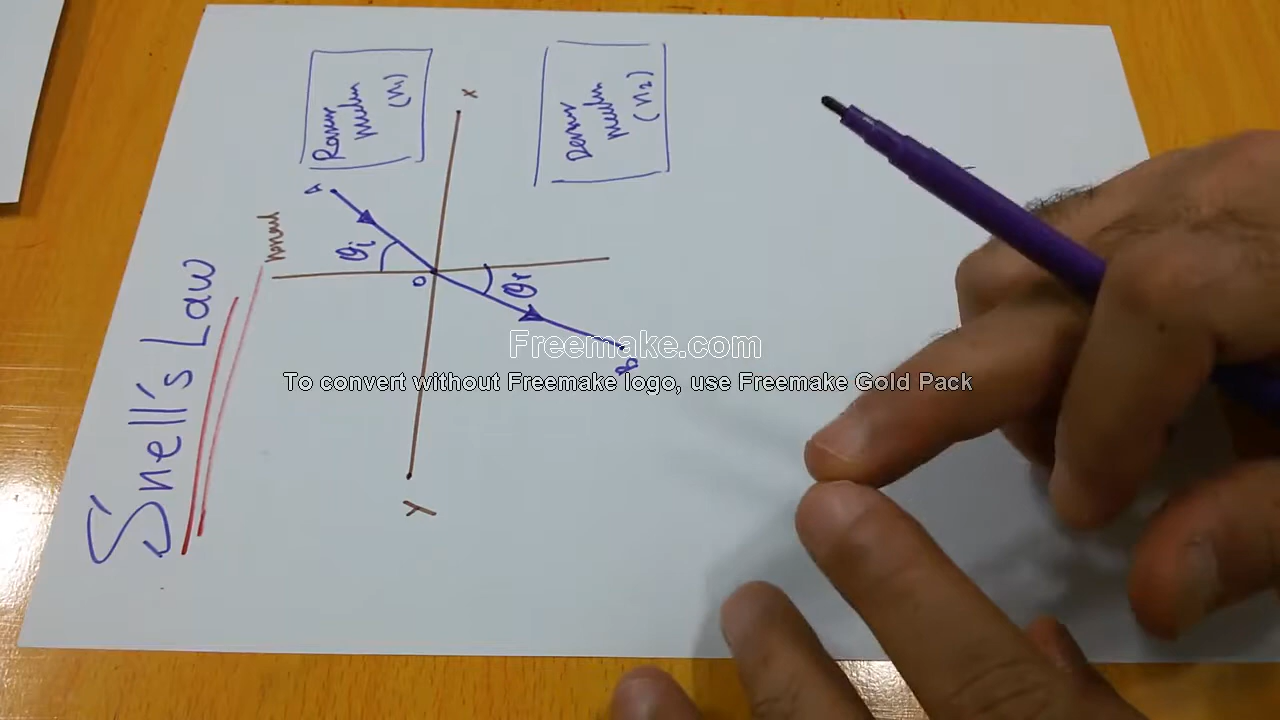 Snell's Law
normal
Rarer
medium
(n₁)
A
θi
X
O
Y
Denser
medium
(n₂)
θr
B
Freemake.com
To convert without Freemake logo, use Freemake Gold Pack